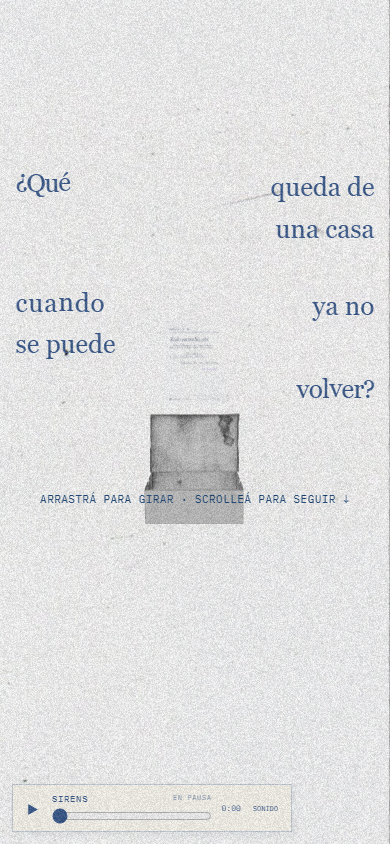 ¿Qué
queda de
una casa
cuando
ya no
se puede
volver?
ARRASTRÁ PARA GIRAR · SCROLLEÁ PARA SEGUIR ↓
SIRENS
EN PAUSA
0:00
SONIDO